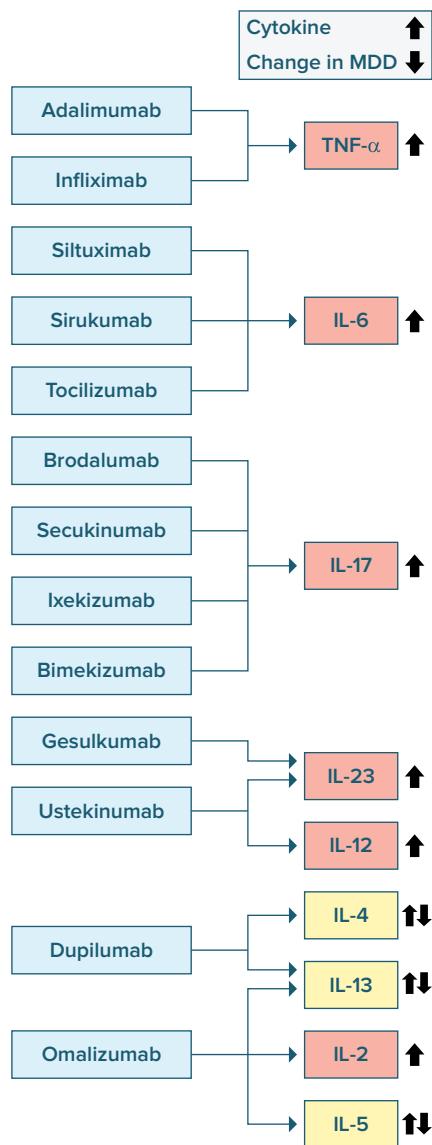 Cytokine
Change in MDD
Adalimumab
TNF-α
Infliximab
Siltuximab
Sirukumab
IL-6
Tocilizumab
Brodalumab
Secukinumab
IL-17
Ixekizumab
Bimekizumab
Gesulkumab
IL-23
Ustekinumab
IL-12
IL-4
Dupilumab
IL-13
Omalizumab
IL-2
IL-5